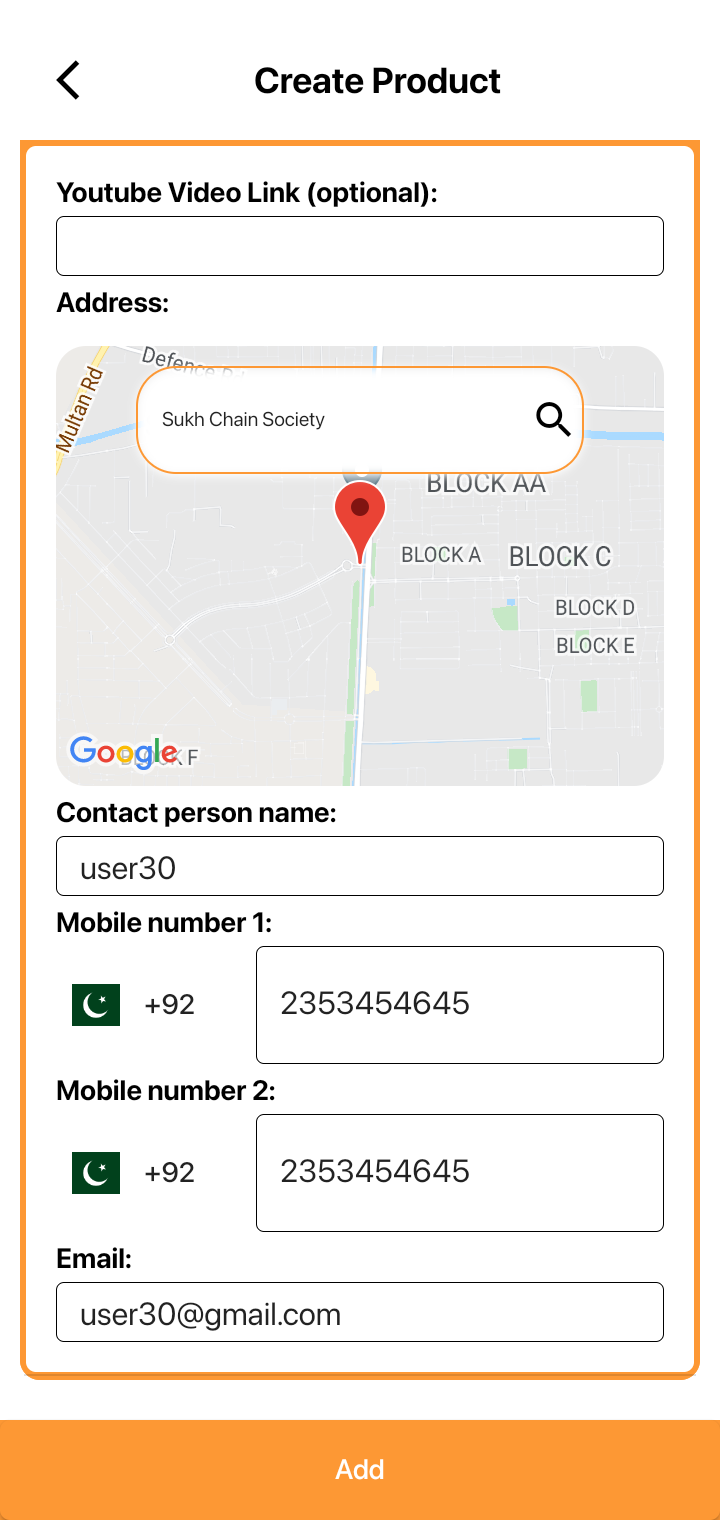 Create Product
Youtube Video Link (optional):
Address:
Defence
Multan Rd
Sukh Chain Society
BLOCK AA
BLOCK A
BLOCK C
BLOCK D
BLOCK E
Google
BLOCK F
Contact person name:
user30
Mobile number 1:
+92 2353454645
Mobile number 2:
+92 2353454645
Email:
user30@gmail.com
Add